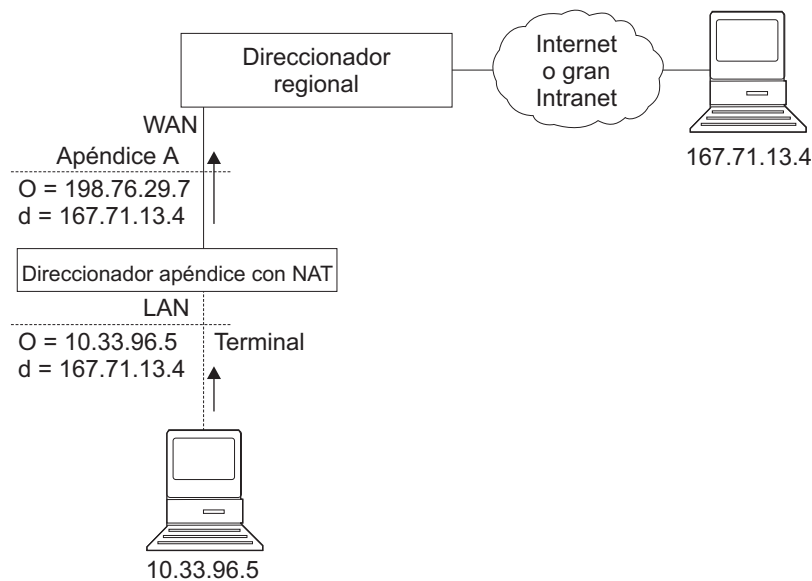 Direccionador
regional
Internet
o gran
Intranet
167.71.13.4
WAN
Apéndice A
O = 198.76.29.7
d = 167.71.13.4
Direccionador apéndice con NAT
LAN
O = 10.33.96.5
Terminal
d = 167.71.13.4
10.33.96.5